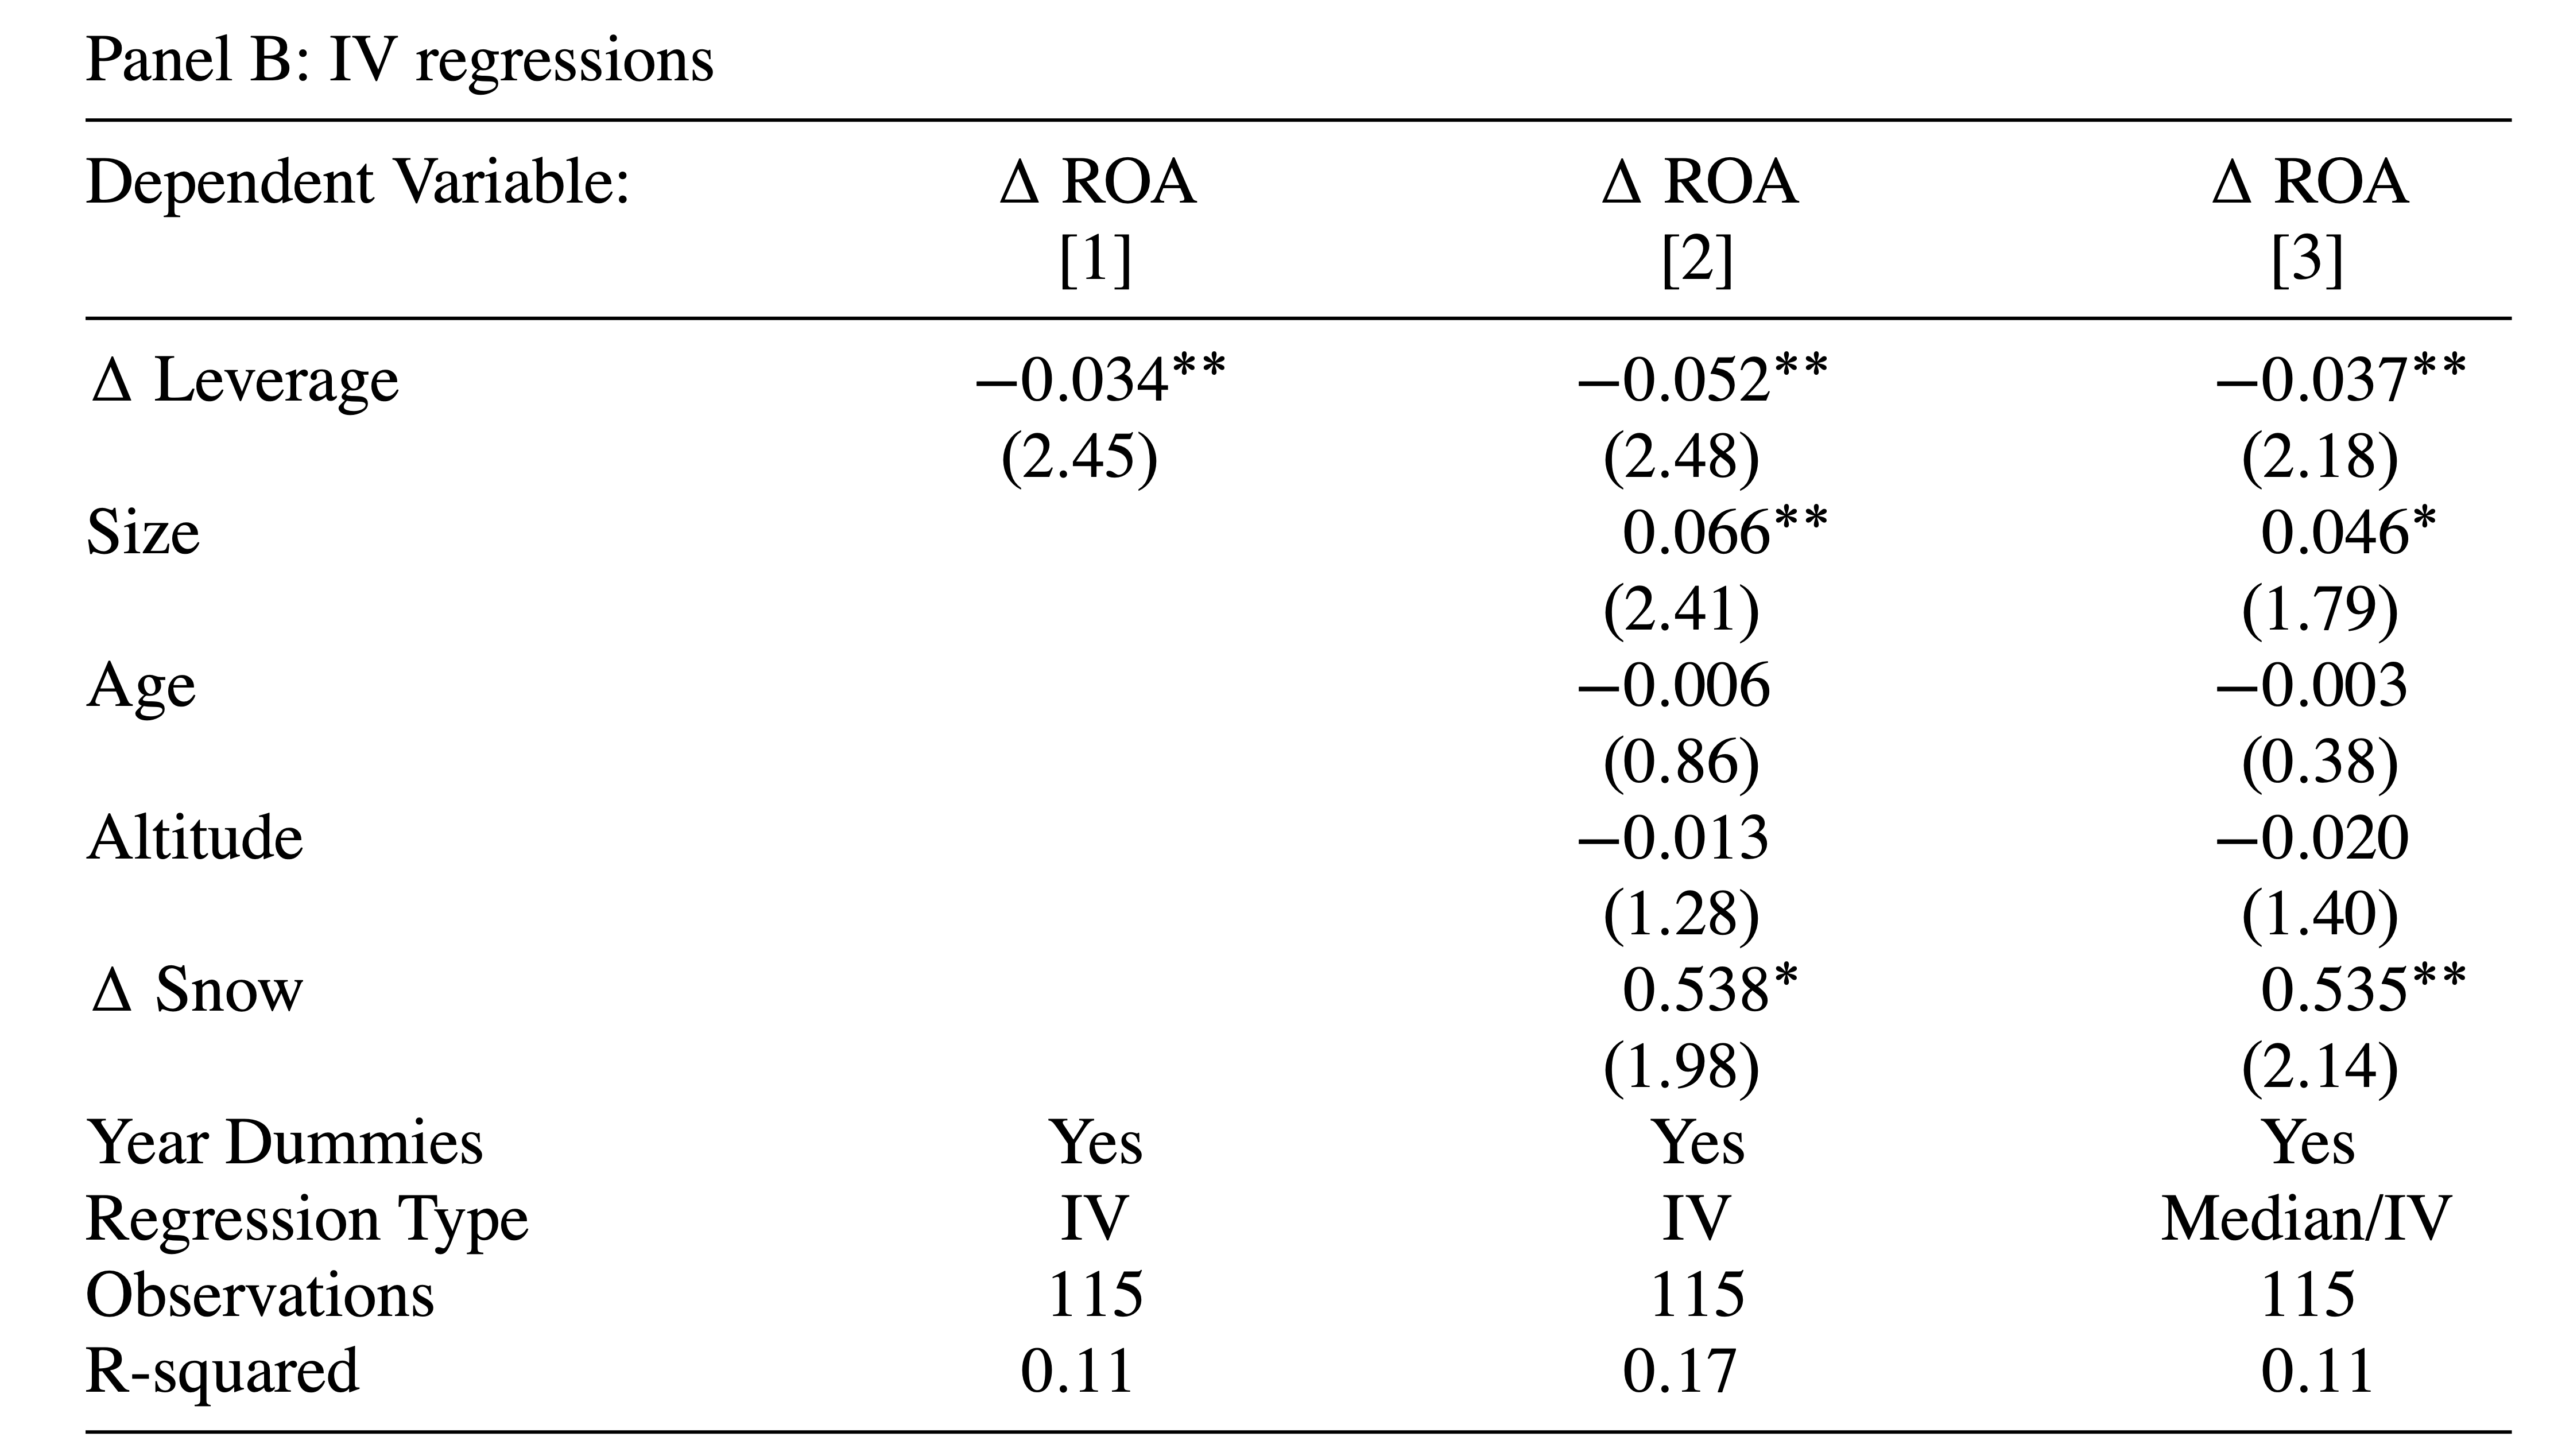 Panel B: IV regressions
Dependent Variable: Δ ROA Δ ROA Δ ROA
[1] [2] [3]
Δ Leverage −0.034** −0.052** −0.037**
(2.45) (2.48) (2.18)
Size 0.066** 0.046*
(2.41) (1.79)
Age −0.006 −0.003
(0.86) (0.38)
Altitude −0.013 −0.020
(1.28) (1.40)
Δ Snow 0.538* 0.535**
(1.98) (2.14)
Year Dummies Yes Yes Yes
Regression Type IV IV Median/IV
Observations 115 115 115
R-squared 0.11 0.17 0.11